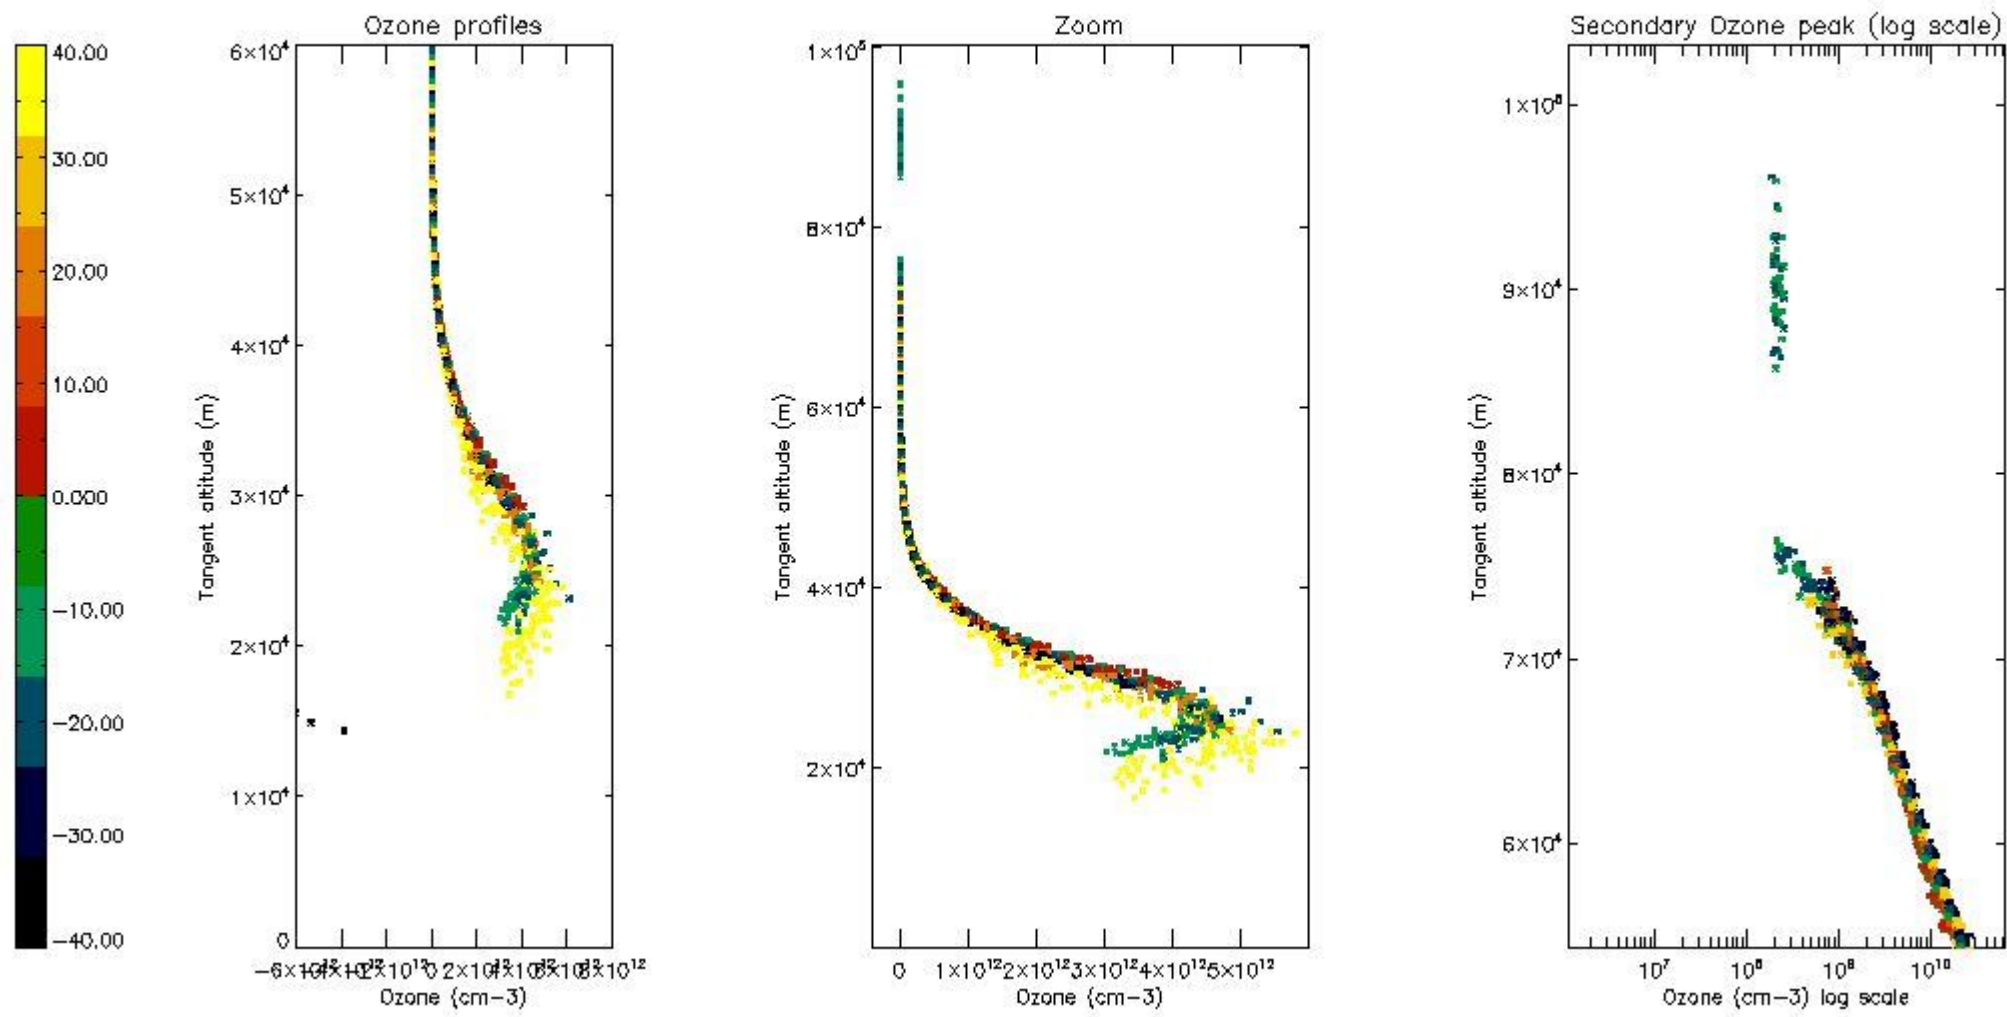 Ozone profiles
Zoom
Secondary Ozone peak (log scale)
40.00
30.00
20.00
10.00
0.000
−10.00
−20.00
−30.00
−40.00
6×10⁴
5×10⁴
4×10⁴
3×10⁴
2×10⁴
1×10⁴
0
Tangent altitude (m)
0
8×10¹²
Ozone (cm−3)
1×10⁵
8×10⁴
6×10⁴
4×10⁴
2×10⁴
Tangent altitude (m)
0 1×10¹² 2×10¹² 3×10¹² 4×10¹² 5×10¹²
Ozone (cm−3)
9×10⁴
8×10⁴
7×10⁴
6×10⁴
Tangent altitude (m)
10⁷ 10⁸ 10⁹ 10¹⁰
Ozone (cm−3) log scale